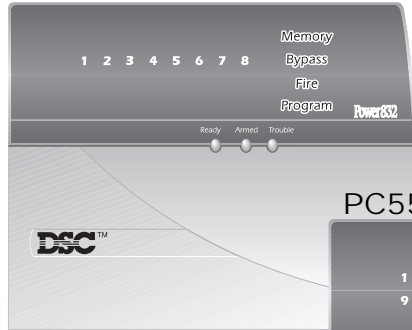 Memory
1 2 3 4 5 6 7 8 Bypass
Fire
Program
Power832
Ready Armed Trouble
PC55
DSC™
1
9